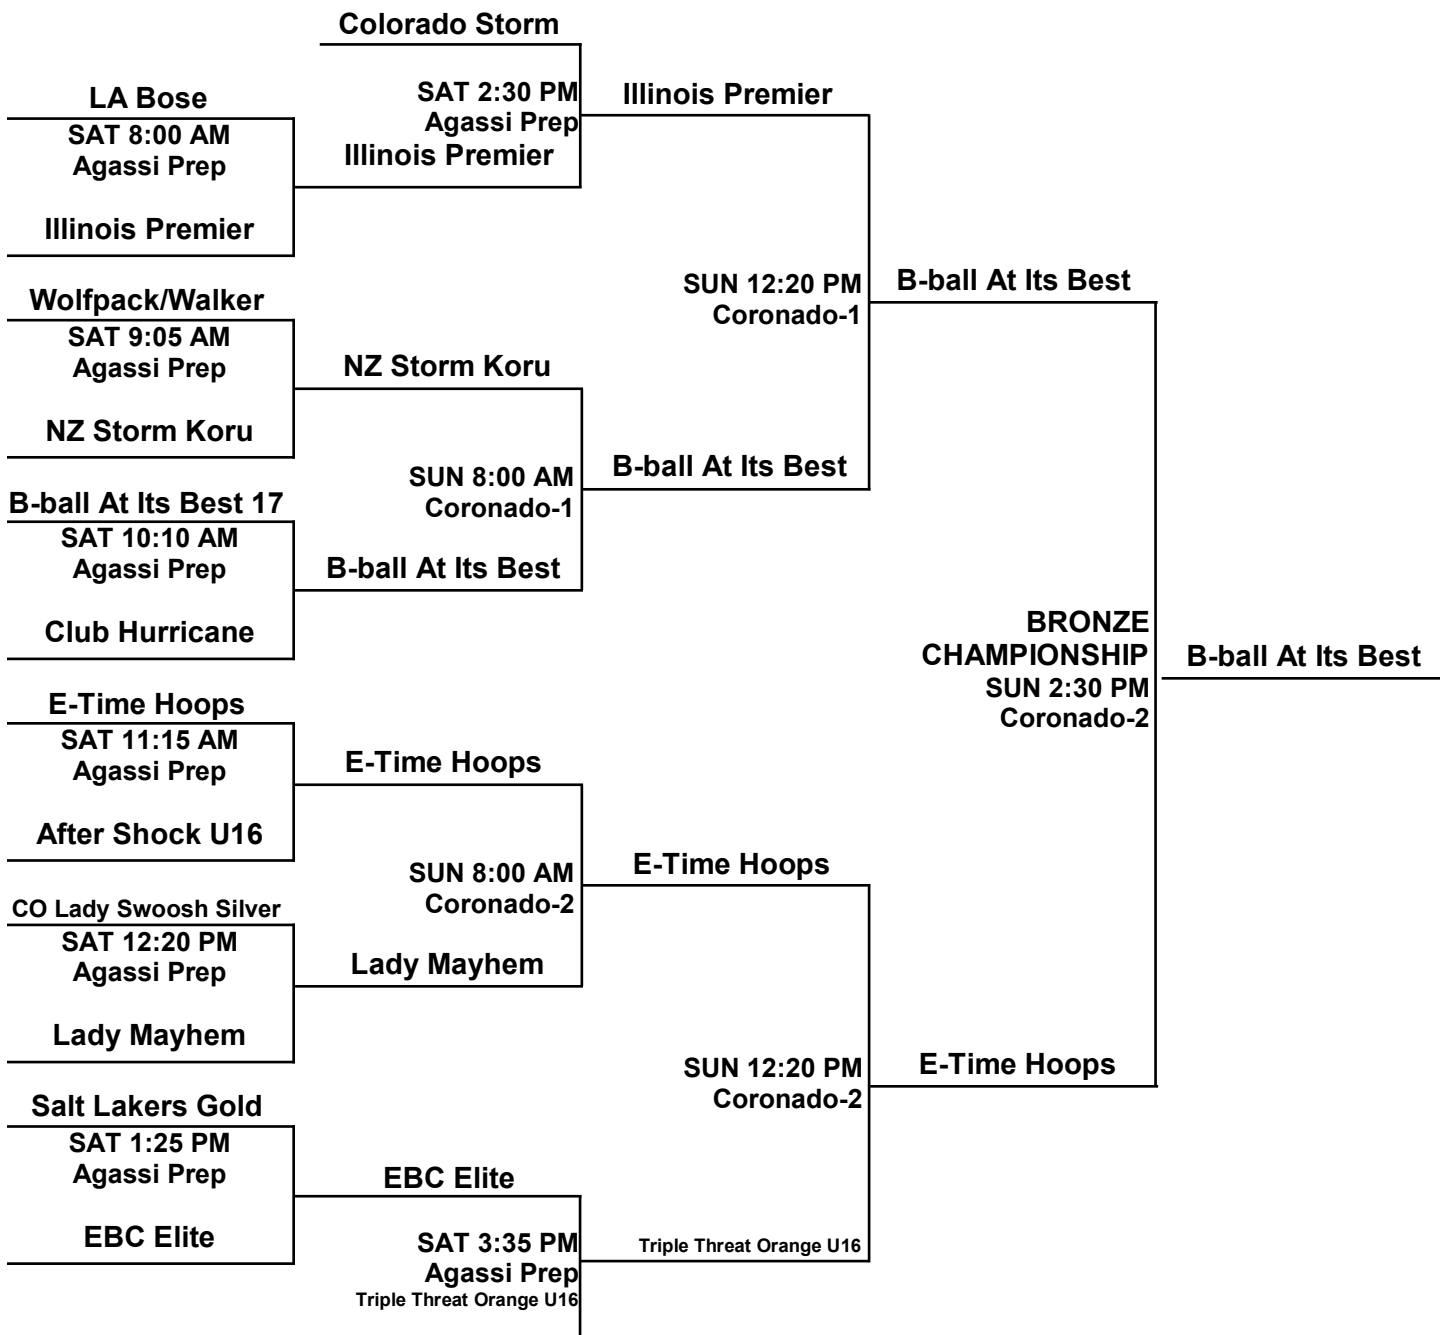 Colorado Storm
LA Bose
SAT 8:00 AM
Agassi Prep
Illinois Premier
SAT 2:30 PM
Agassi Prep
Illinois Premier
Illinois Premier
Wolfpack/Walker
SAT 9:05 AM
Agassi Prep
NZ Storm Koru
NZ Storm Koru
SUN 12:20 PM
Coronado-1
B-ball At Its Best
B-ball At Its Best 17
SAT 10:10 AM
Agassi Prep
Club Hurricane
SUN 8:00 AM
Coronado-1
B-ball At Its Best
B-ball At Its Best
BRONZE
CHAMPIONSHIP
SUN 2:30 PM
Coronado-2
B-ball At Its Best
E-Time Hoops
SAT 11:15 AM
Agassi Prep
After Shock U16
E-Time Hoops
SUN 8:00 AM
Coronado-2
E-Time Hoops
CO Lady Swoosh Silver
SAT 12:20 PM
Agassi Prep
Lady Mayhem
Lady Mayhem
SUN 12:20 PM
Coronado-2
E-Time Hoops
Salt Lakers Gold
SAT 1:25 PM
Agassi Prep
EBC Elite
EBC Elite
SAT 3:35 PM
Agassi Prep
Triple Threat Orange U16
Triple Threat Orange U16